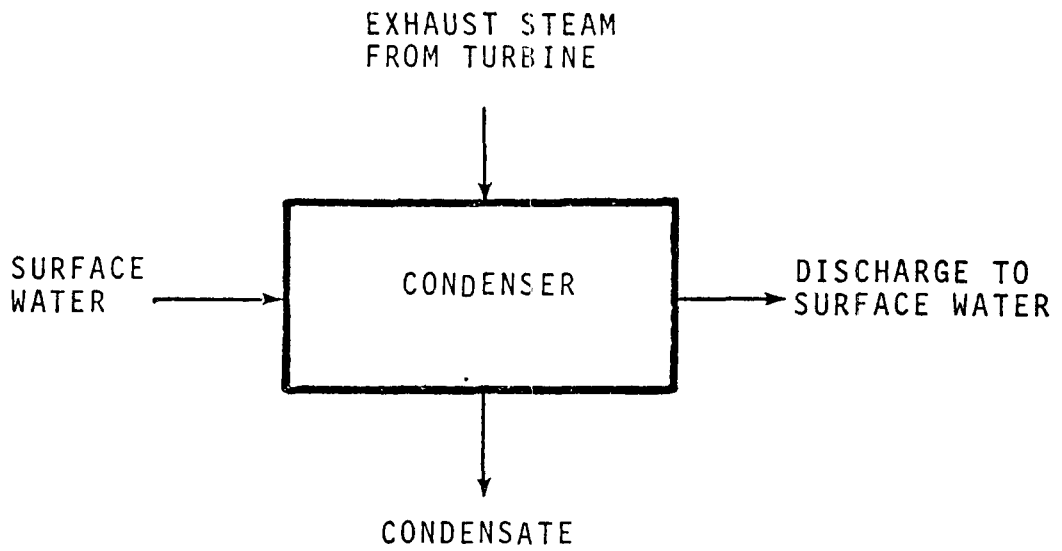 EXHAUST STEAM
FROM TURBINE
SURFACE
WATER
CONDENSER
DISCHARGE TO
SURFACE WATER
CONDENSATE